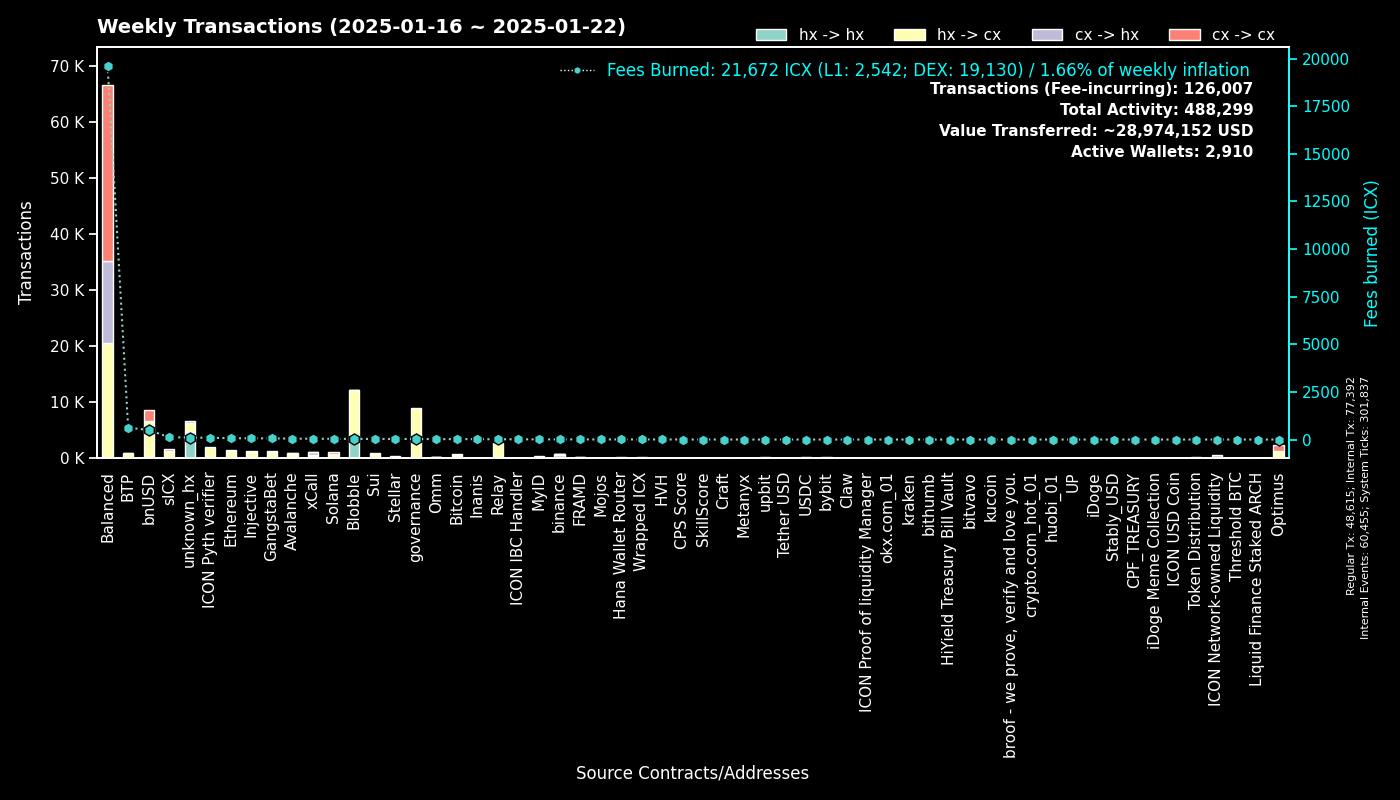 Weekly Transactions (2025-01-16 ~ 2025-01-22)
hx -> hx
hx -> cx
cx -> hx
cx -> cx
Fees Burned: 21,672 ICX (L1: 2,542; DEX: 19,130) / 1.66% of weekly inflation
Transactions (Fee-incurring): 126,007
Total Activity: 488,299
Value Transferred: ~28,974,152 USD
Active Wallets: 2,910
Transactions
70 K
60 K
50 K
40 K
30 K
20 K
10 K
0 K
20000
17500
15000
12500
10000
7500
5000
2500
0
Fees burned (ICX)
Regular Tx: 48,615; Internal Tx: 77,392
Internal Events: 60,455; System Ticks: 301,837
Balanced
BTP
bnUSD
sICX
unknown_hx
ICON Pyth verifier
Ethereum
Injective
GangstaBet
Avalanche
xCall
Solana
Blobble
Sui
Stellar
governance
Omm
Bitcoin
Inanis
Relay
ICON IBC Handler
MyID
binance
FRAMD
Mojos
Hana Wallet Router
Wrapped ICX
HVH
CPS Score
SkillScore
Craft
Metanyx
upbit
Tether USD
USDC
bybit
Claw
ICON Proof of liquidity Manager
okx.com_01
kraken
bithumb
HiYield Treasury Bill Vault
bitvavo
kucoin
broof - we prove, verify and love you.
crypto.com_hot_01
huobi_01
UP
iDoge
Stably_USD
CPF_TREASURY
iDoge Meme Collection
ICON USD Coin
Token Distribution
ICON Network-owned Liquidity
Threshold BTC
Liquid Finance Staked ARCH
Optimus
Source Contracts/Addresses